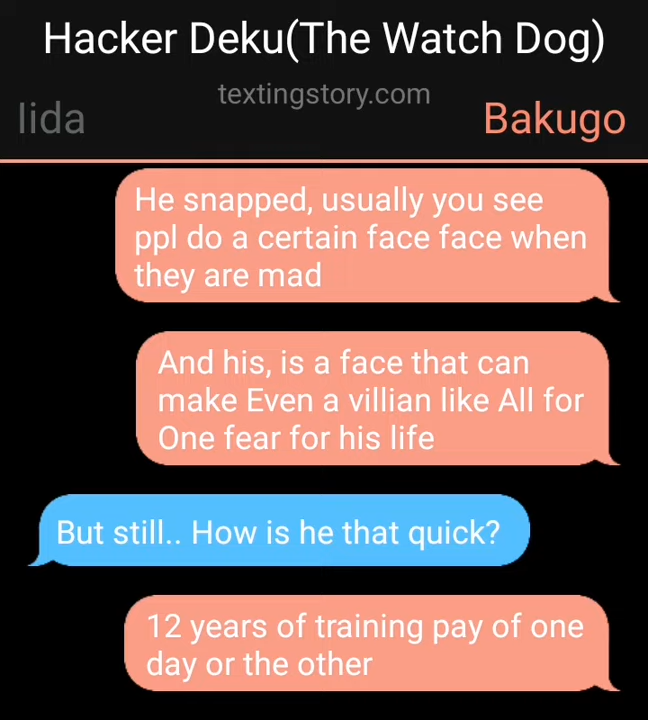 Hacker Deku(The Watch Dog)
textingstory.com
Iida
Bakugo
He snapped, usually you see
ppl do a certain face face when
they are mad
And his, is a face that can
make Even a villian like All for
One fear for his life
But still.. How is he that quick?
12 years of training pay of one
day or the other